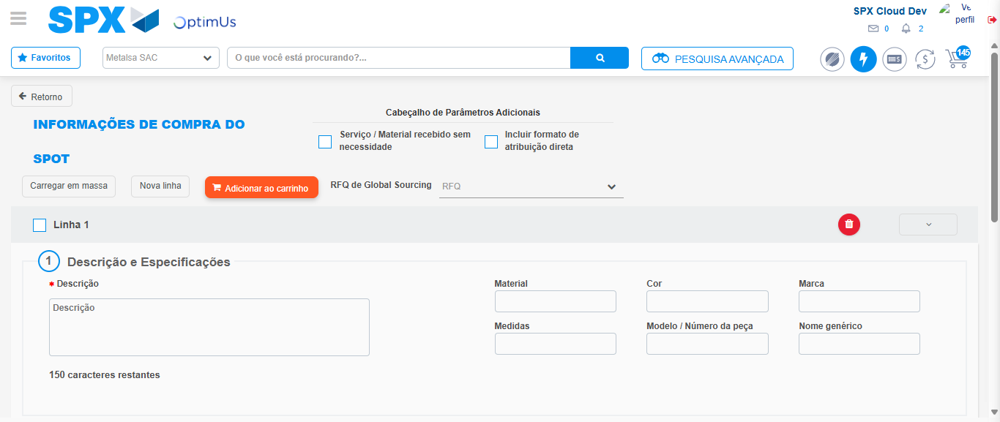 SPX
OptimUs
SPX Cloud Dev
0
2
Ve
perfil
Favoritos
Metalsa SAC
O que você está procurando?...
PESQUISA AVANÇADA
145
Retorno
INFORMAÇÕES DE COMPRA DO
SPOT
Cabeçalho de Parâmetros Adicionais
Serviço / Material recebido sem
necessidade
Incluir formato de
atribuição direta
Carregar em massa
Nova linha
Adicionar ao carrinho
RFQ de Global Sourcing
RFQ
Linha 1
1
Descrição e Especificações
* Descrição
Descrição
150 caracteres restantes
Material
Cor
Marca
Medidas
Modelo / Número da peça
Nome genérico